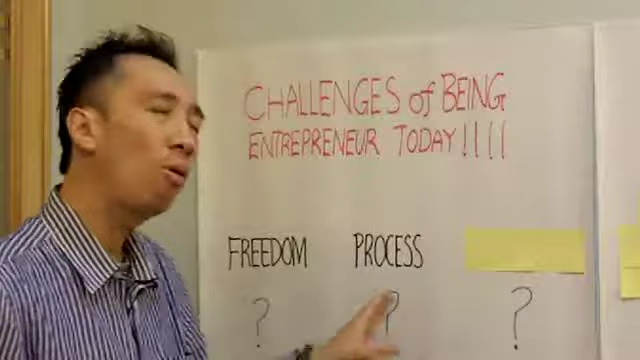 CHALLENGES of BEING
ENTREPRENEUR TODAY!!!!
FREEDOM PROCESS
? ? ?